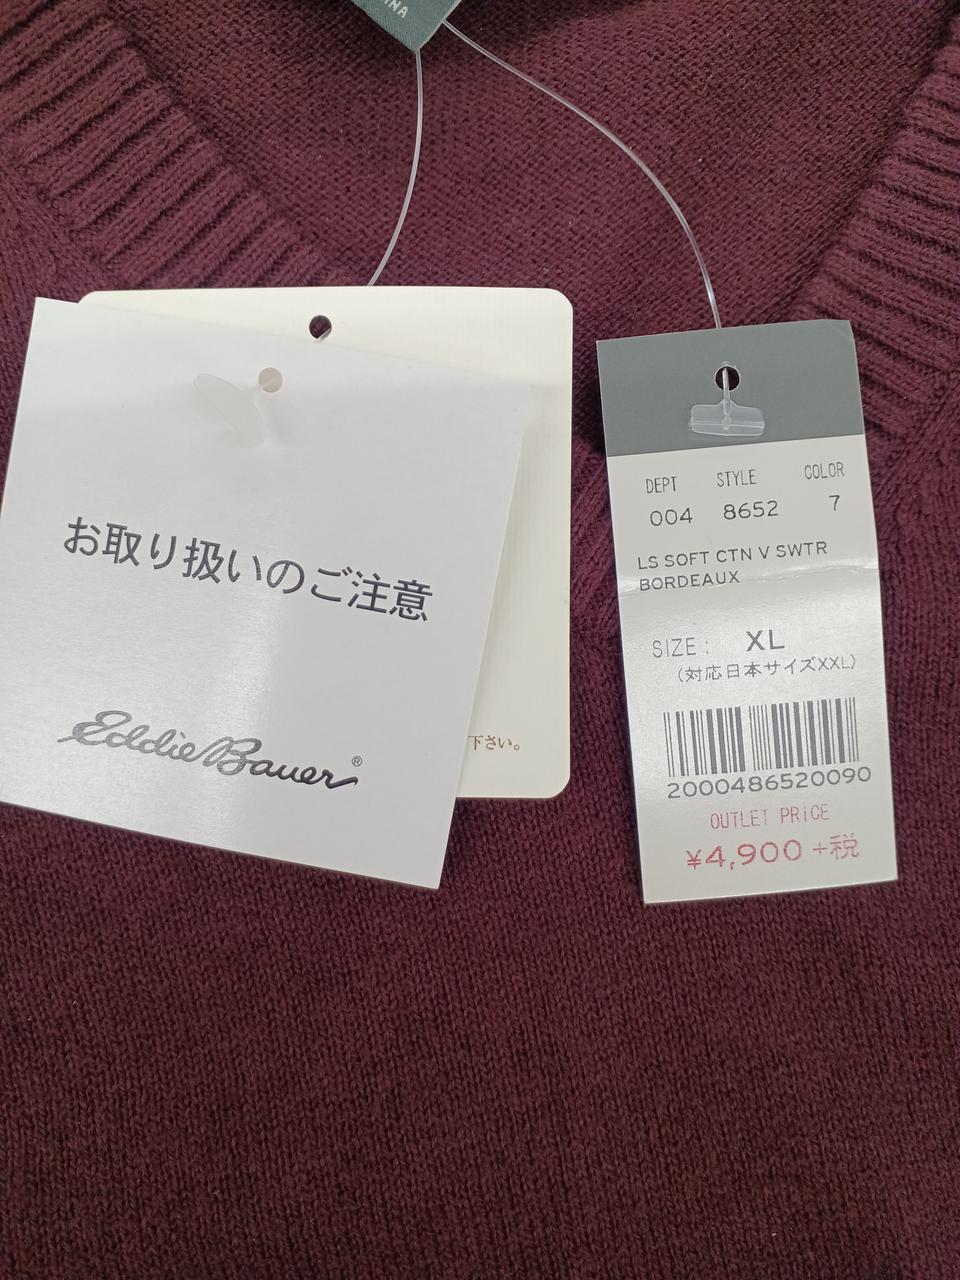 お取り扱いのご注意
Eddie Bauer®
下さい。
DEPT STYLE COLOR
004 8652 7
LS SOFT CTN V SWTR
BORDEAUX
SIZE: XL
(対応日本サイズXXL)
2000486520090
OUTLET PRICE
¥4,900+税